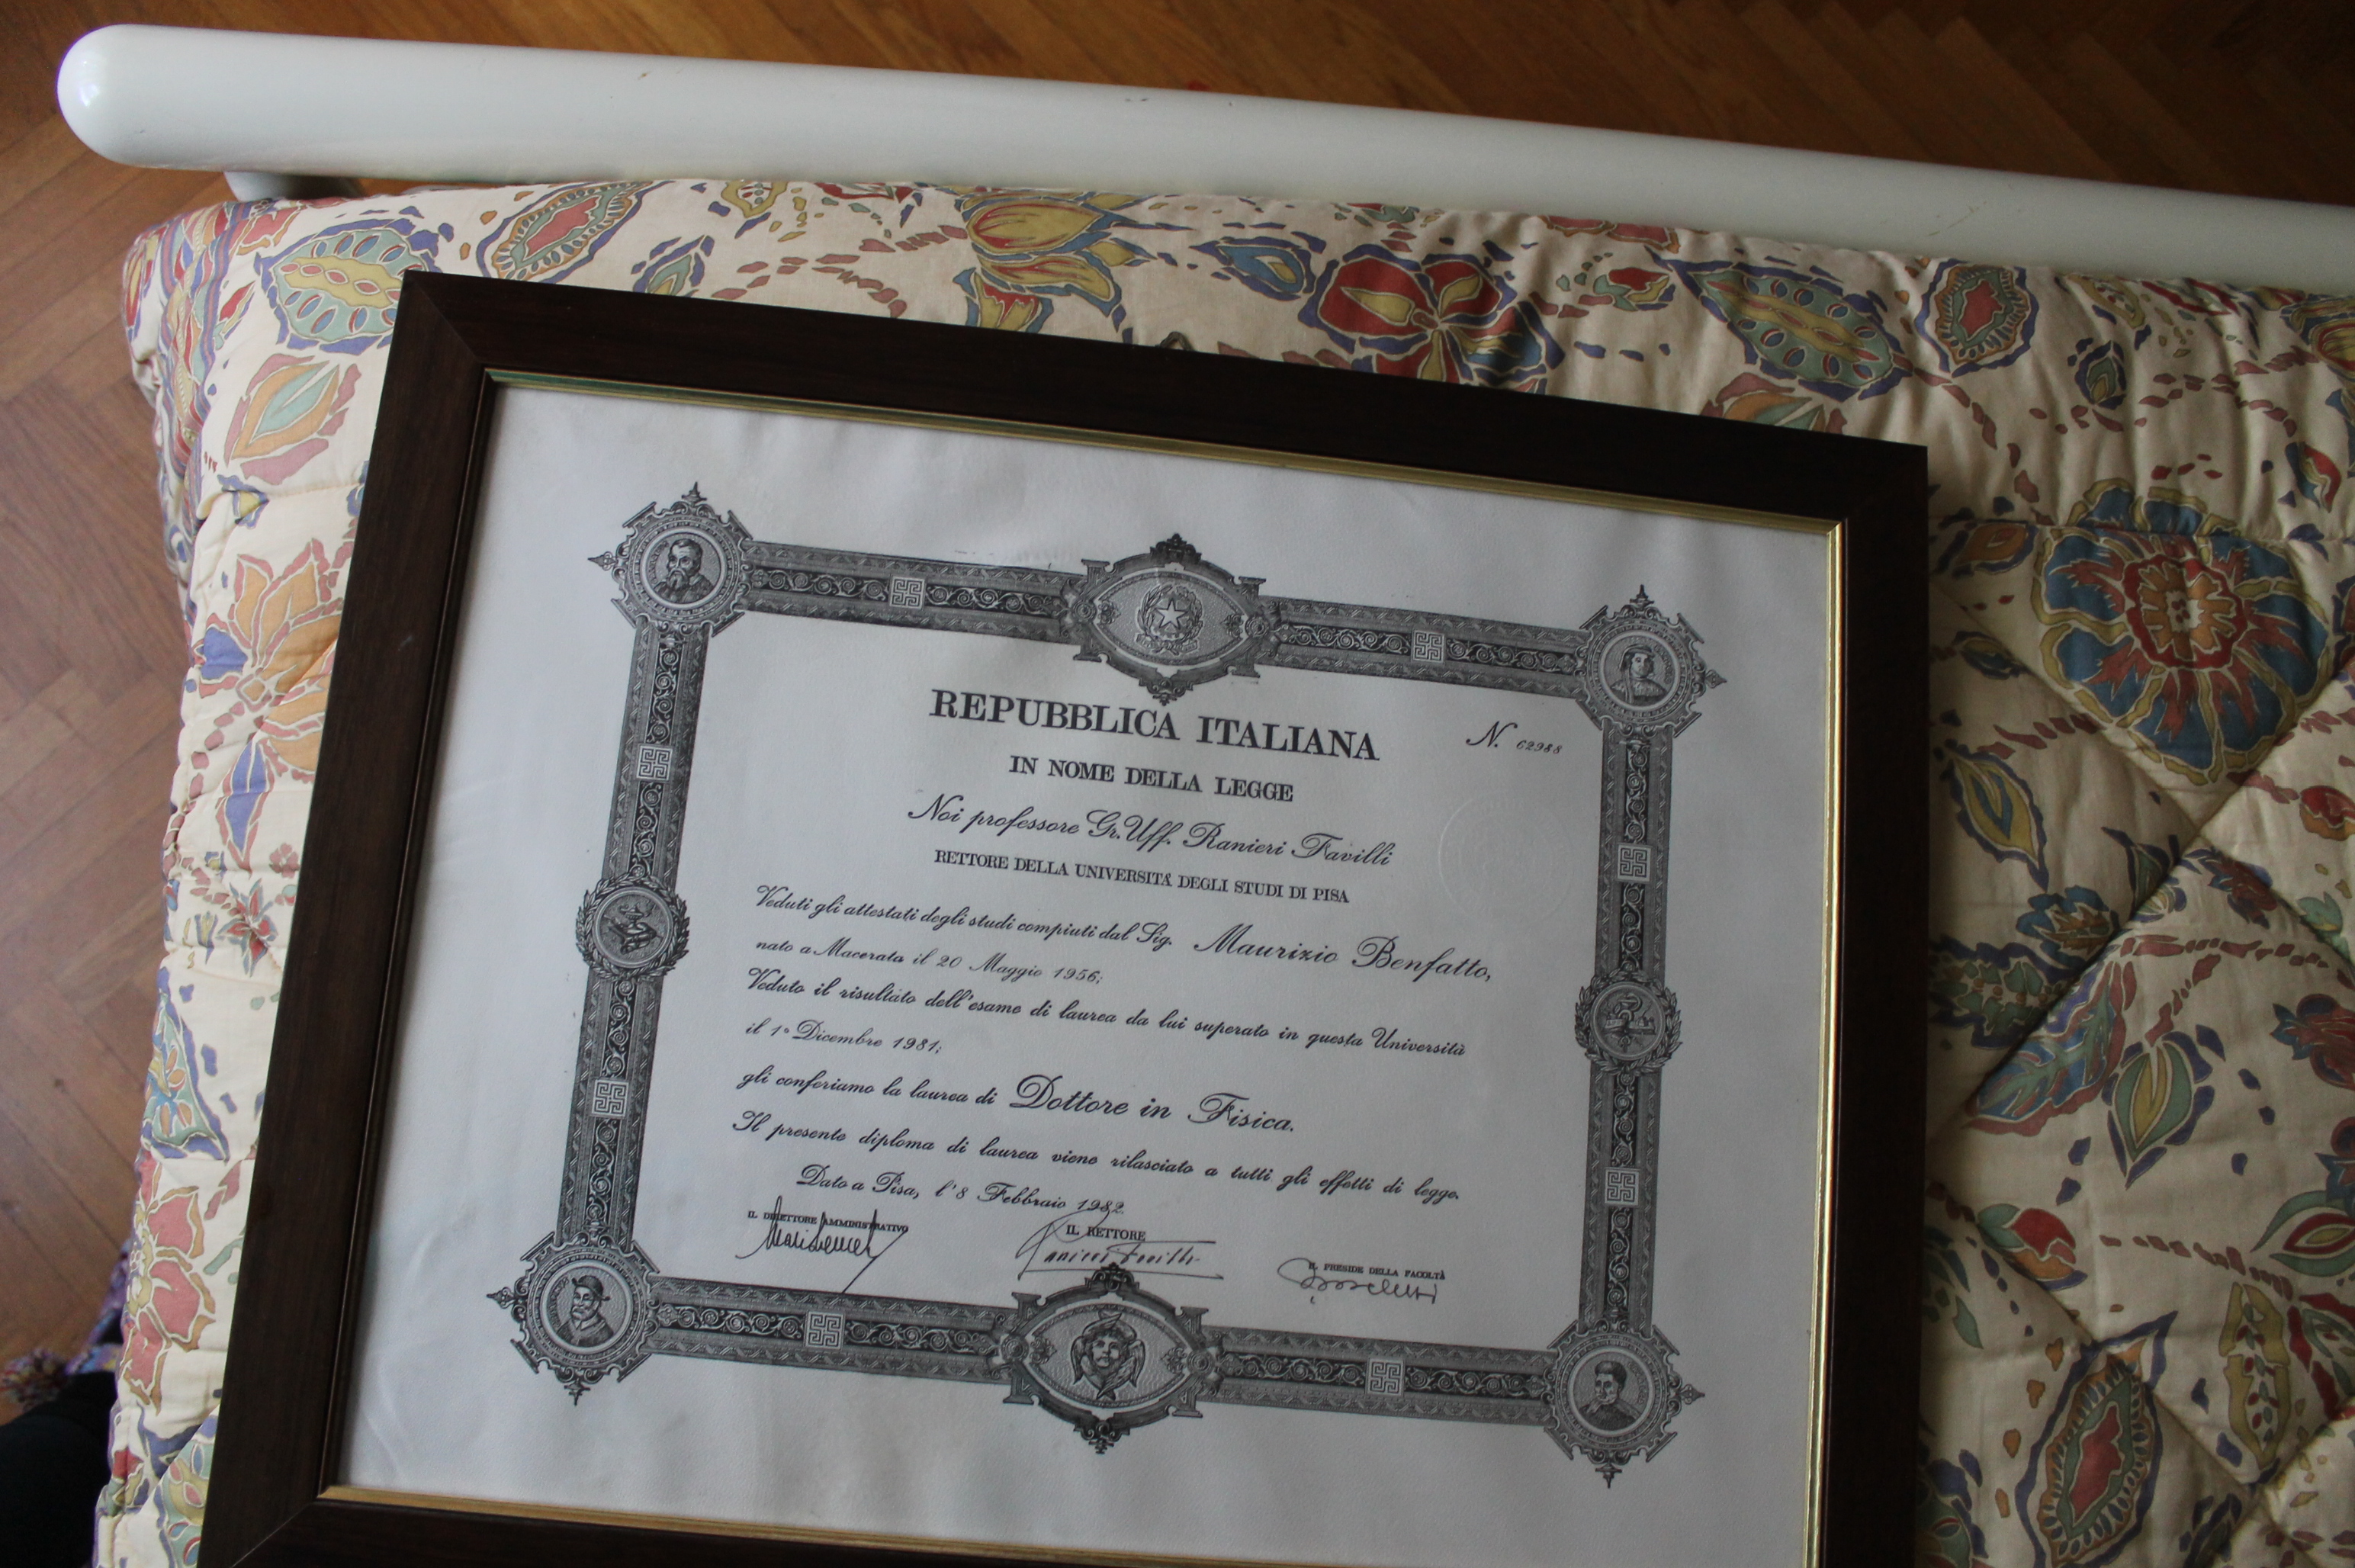 REPUBBLICA ITALIANA
N. 62988
IN NOME DELLA LEGGE
Noi professore Gr. Uff. Ranieri Favilli
RETTORE DELLA UNIVERSITÀ DEGLI STUDI DI PISA
Veduti gli attestati degli studi compiuti dal Sig. Maurizio Benfatto,
nato a Macerata il 20 Maggio 1956;
Veduto il risultato dell'esame di laurea da lui superato in questa Università
il 1° Dicembre 1981;
gli conferiamo la laurea di Dottore in Fisica.
Il presente diploma di laurea viene rilasciato a tutti gli effetti di legge.
Dato a Pisa, l'8 Febbraio 1982
IL DIRETTORE AMMINISTRATIVO
IL RETTORE
Ranieri Favilli
IL PRESIDE DELLA FACOLTÀ